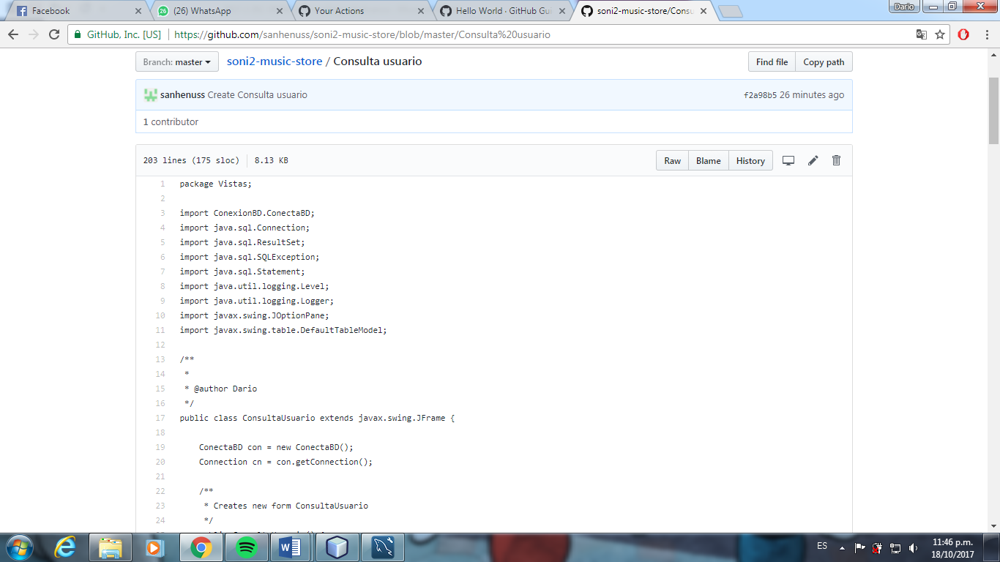 Facebook
26
(26) WhatsApp
Your Actions
Hello World - GitHub Gui
soni2-music-store/Consu
Dario
GitHub, Inc. [US]
https://github.com/sanhenuss/soni2-music-store/blob/master/Consulta%20usuario
Branch: master
soni2-music-store / Consulta usuario
Find file
Copy path
sanhenuss Create Consulta usuario
f2a98b5 26 minutes ago
1 contributor
203 lines (175 sloc)
8.13 KB
Raw
Blame
History
1 package Vistas;
2
3 import ConexionBD.ConectaBD;
4 import java.sql.Connection;
5 import java.sql.ResultSet;
6 import java.sql.SQLException;
7 import java.sql.Statement;
8 import java.util.logging.Level;
9 import java.util.logging.Logger;
10 import javax.swing.JOptionPane;
11 import javax.swing.table.DefaultTableModel;
12
13 /**
14 *
15 * @author Dario
16 */
17 public class ConsultaUsuario extends javax.swing.JFrame {
18
19 ConectaBD con = new ConectaBD();
20 Connection cn = con.getConnection();
21
22 /**
23 * Creates new form ConsultaUsuario
24 */
ES
11:46 p.m.
18/10/2017